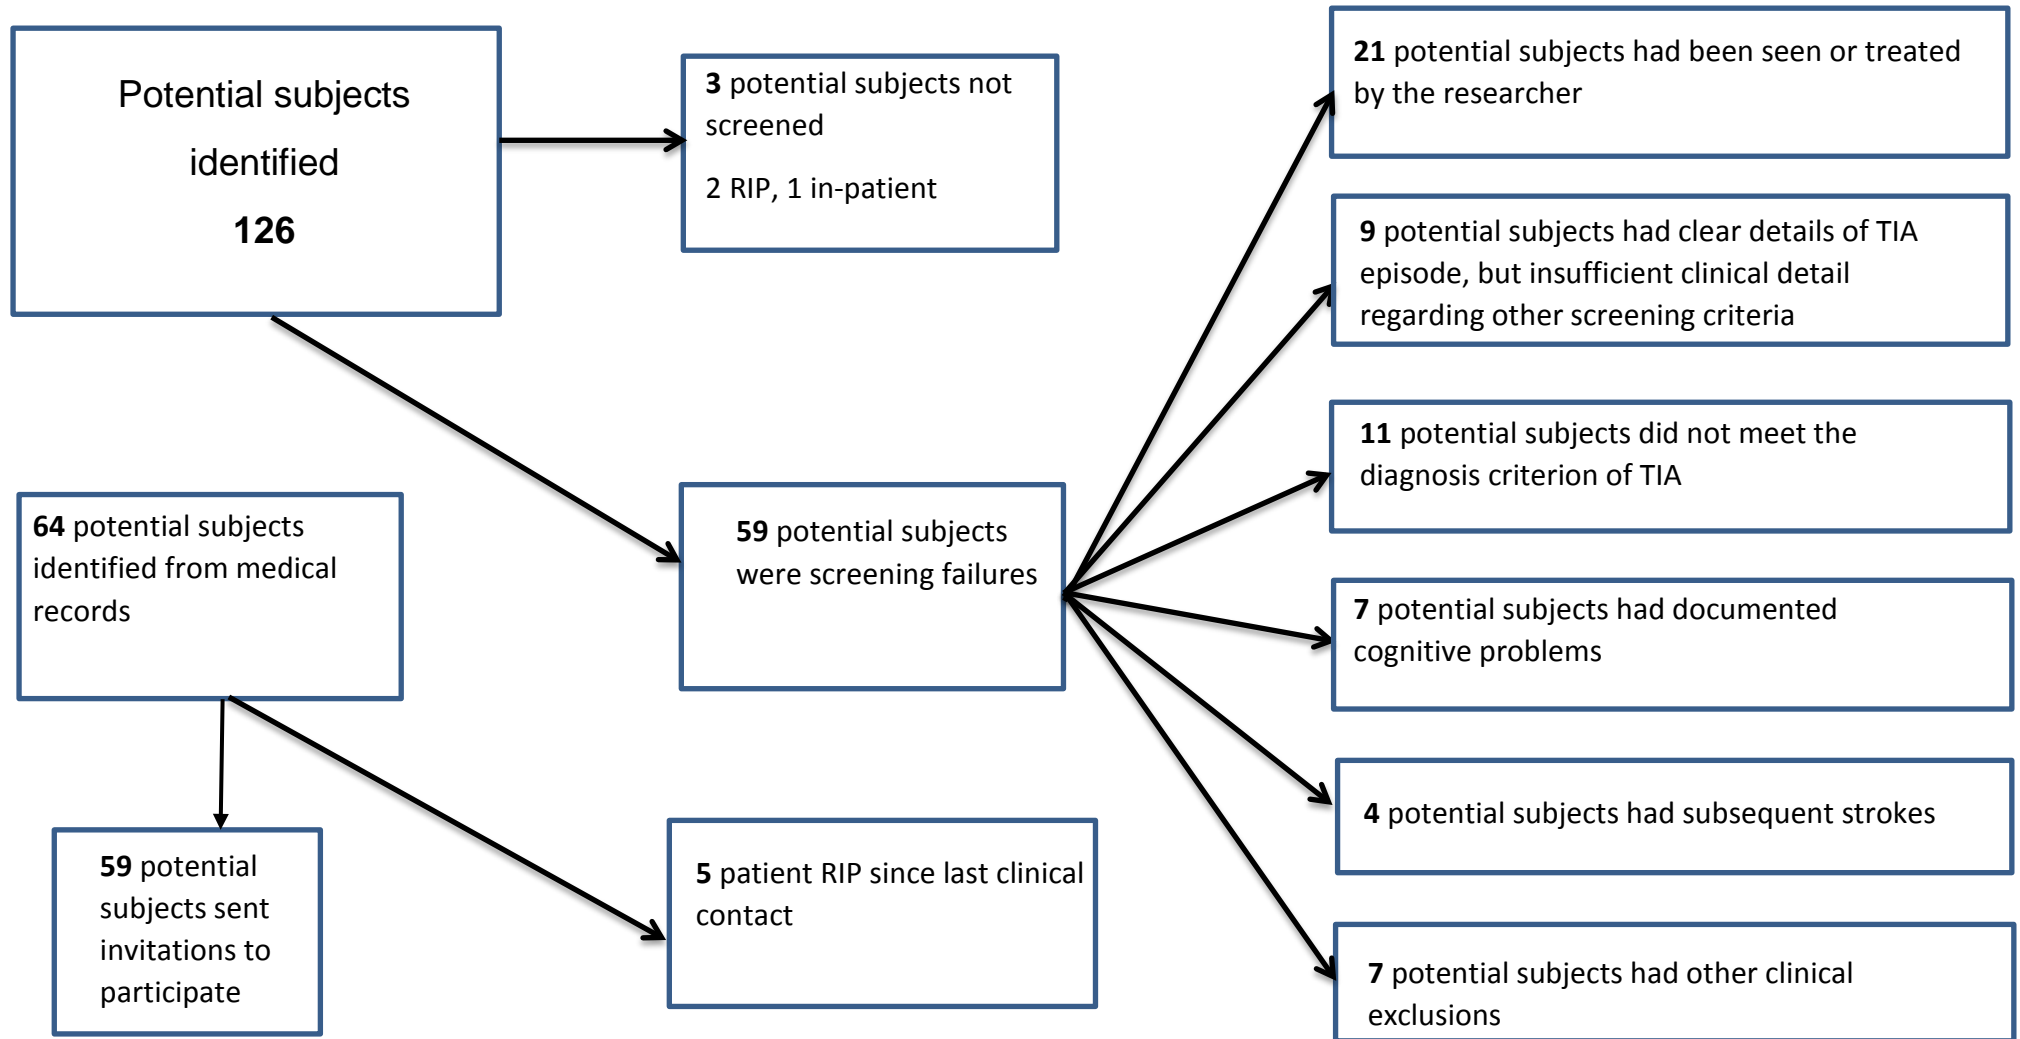 Potential subjects
identified
126
3 potential subjects not
screened
2 RIP, 1 in-patient
21 potential subjects had been seen or treated
by the researcher
9 potential subjects had clear details of TIA
episode, but insufficient clinical detail
regarding other screening criteria
11 potential subjects did not meet the
diagnosis criterion of TIA
64 potential subjects
identified from medical
records
59 potential subjects
were screening failures
7 potential subjects had documented
cognitive problems
4 potential subjects had subsequent strokes
59 potential
subjects sent
invitations to
participate
5 patient RIP since last clinical
contact
7 potential subjects had other clinical
exclusions